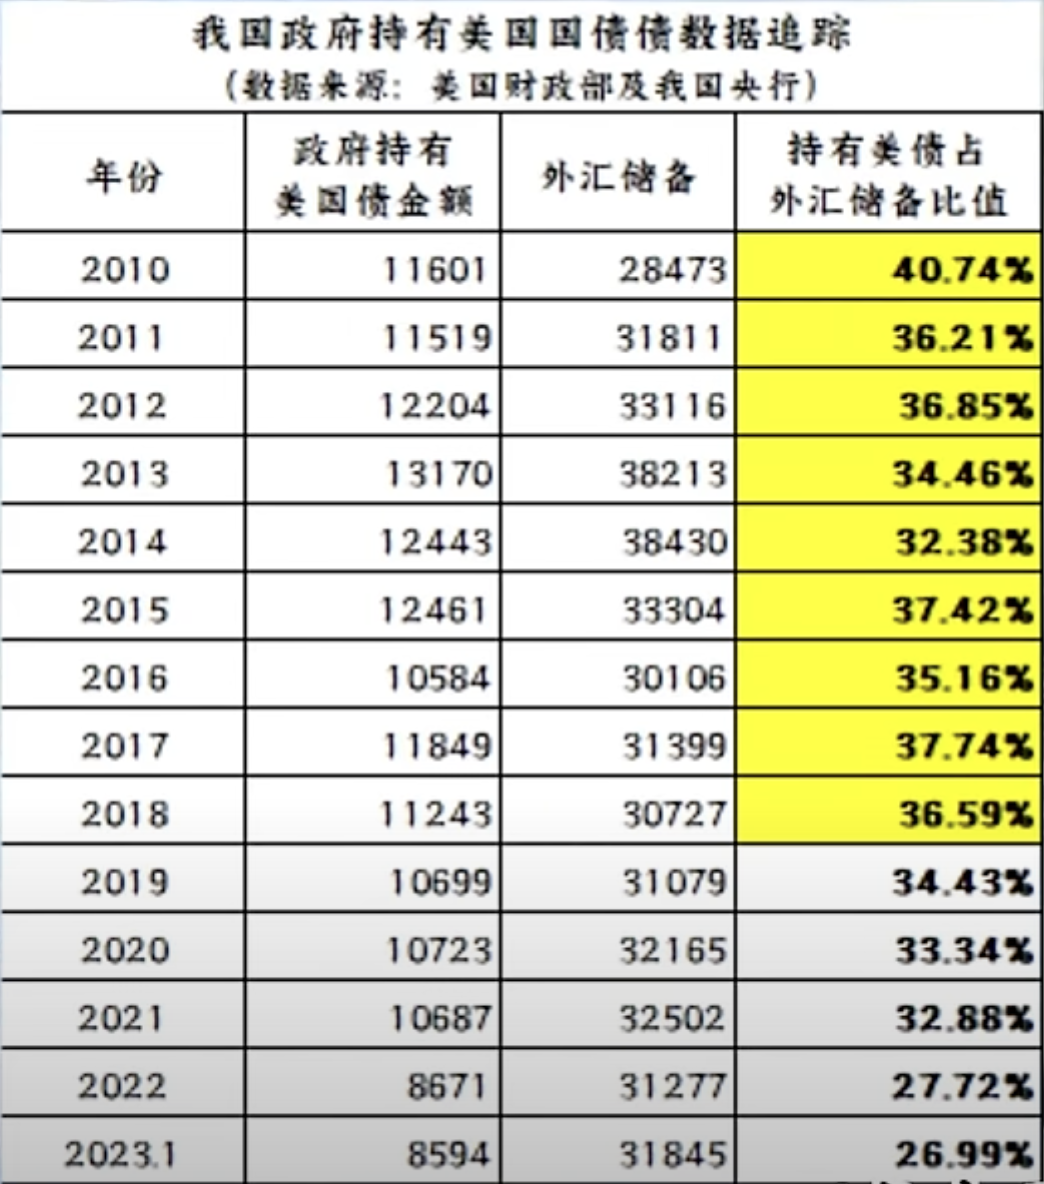 我国政府持有美国国债债数据追踪
(数据来源: 美国财政部及我国央行)
年份 政府持有美国债金额 外汇储备 持有美债占外汇储备比值
2010 11601 28473 40.74%
2011 11519 31811 36.21%
2012 12204 33116 36.85%
2013 13170 38213 34.46%
2014 12443 38430 32.38%
2015 12461 33304 37.42%
2016 10584 30106 35.16%
2017 11849 31399 37.74%
2018 11243 30727 36.59%
2019 10699 31079 34.43%
2020 10723 32165 33.34%
2021 10687 32502 32.88%
2022 8671 31277 27.72%
2023.1 8594 31845 26.99%